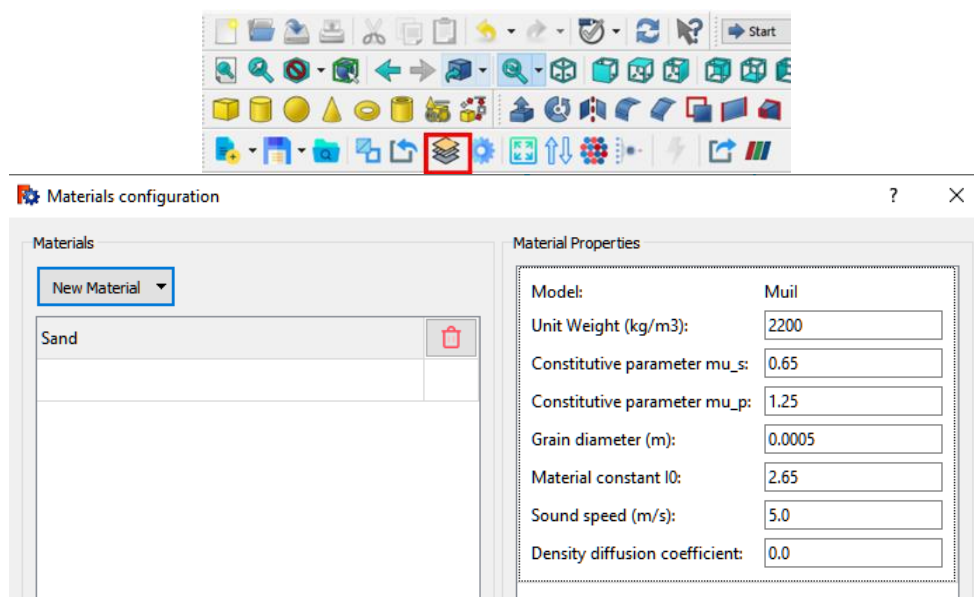 Start
Materials configuration
?
Materials
Material Properties
New Material
Model: Muil
Unit Weight (kg/m3): 2200
Sand
Constitutive parameter mu_s: 0.65
Constitutive parameter mu_p: 1.25
Grain diameter (m): 0.0005
Material constant I0: 2.65
Sound speed (m/s): 5.0
Density diffusion coefficient: 0.0